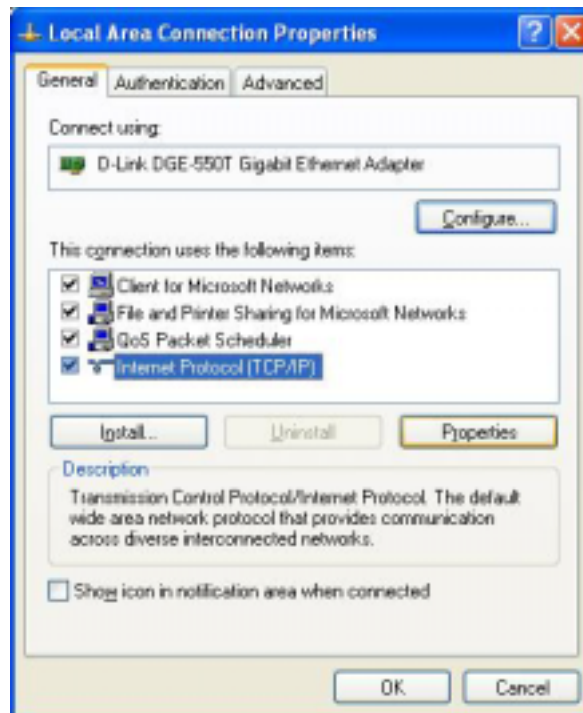 Local Area Connection Properties
General Authentication Advanced
Connect using:
D-Link DGE-550T Gigabit Ethernet Adapter
Configure...
This connection uses the following items:
Client for Microsoft Networks
File and Printer Sharing for Microsoft Networks
QoS Packet Scheduler
Internet Protocol (TCP/IP)
Install... Uninstall Properties
Description
Transmission Control Protocol/Internet Protocol. The default
wide area network protocol that provides communication
across diverse interconnected networks.
Show icon in notification area when connected
OK Cancel